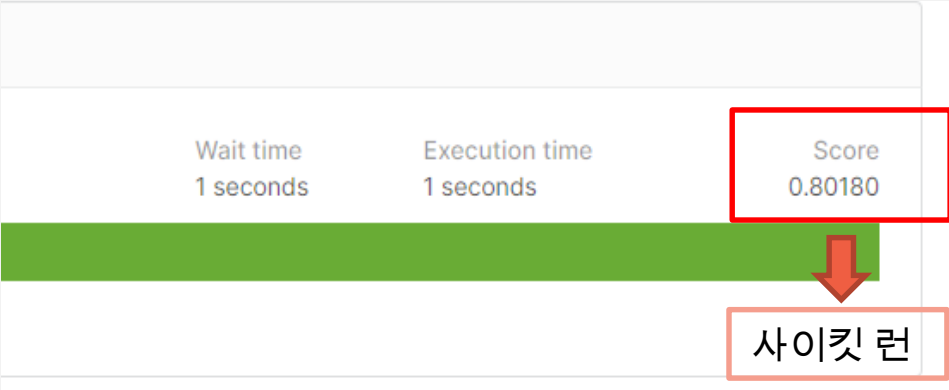 Wait time
1 seconds
Execution time
1 seconds
Score
0.80180
사이킷 런